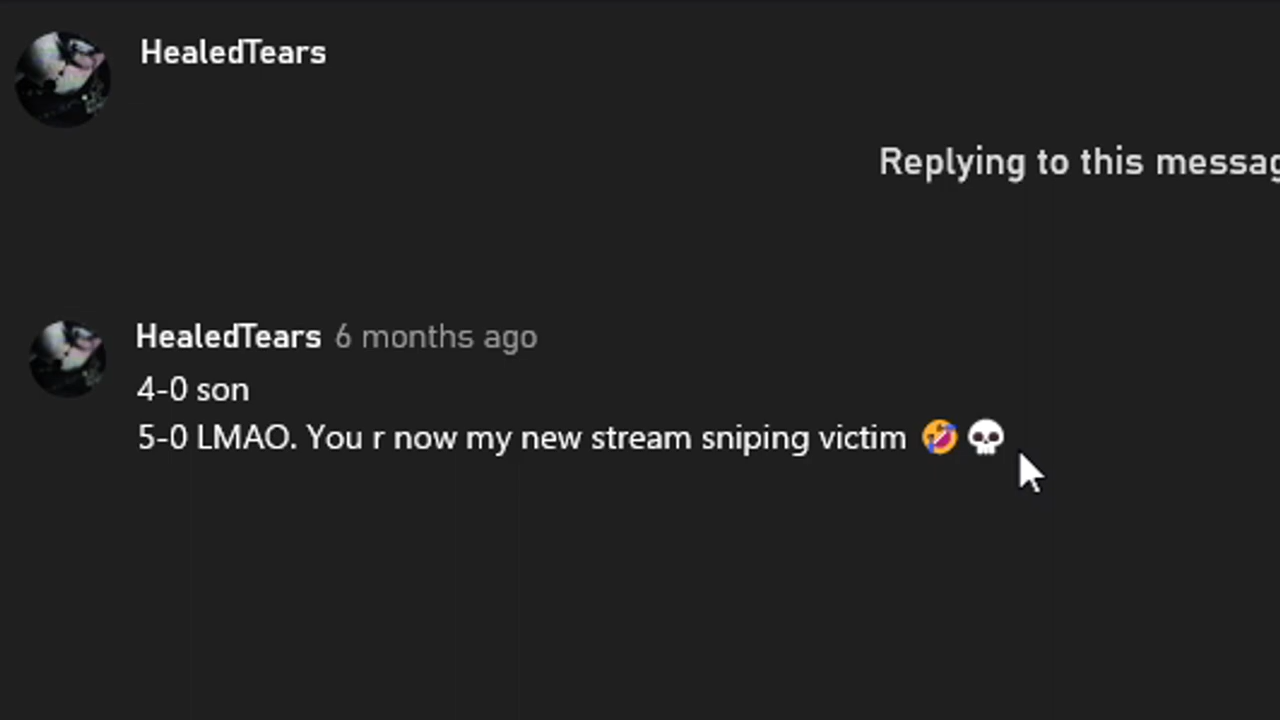 HealedTears
Replying to this messag
HealedTears 6 months ago
4-0 son
5-0 LMAO. You r now my new stream sniping victim 🤣💀